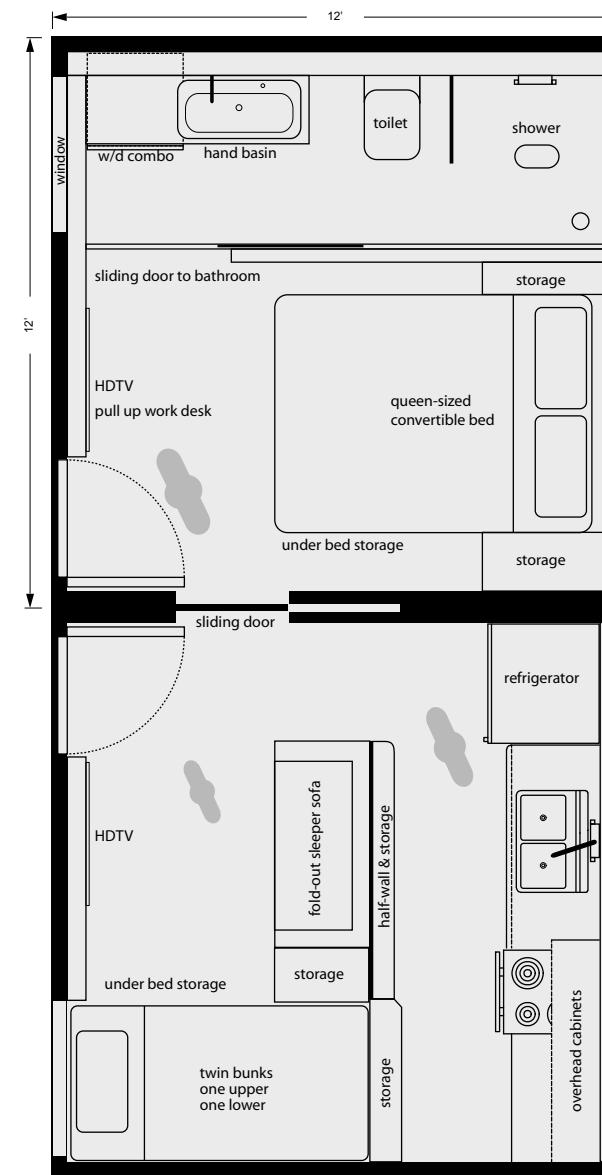 12'
12'
window
w/d combo
hand basin
toilet
shower
sliding door to bathroom
storage
HDTV
pull up work desk
queen-sized
convertible bed
under bed storage
storage
sliding door
refrigerator
HDTV
fold-out sleeper sofa
half-wall & storage
under bed storage
storage
overhead cabinets
twin bunks
one upper
one lower
storage